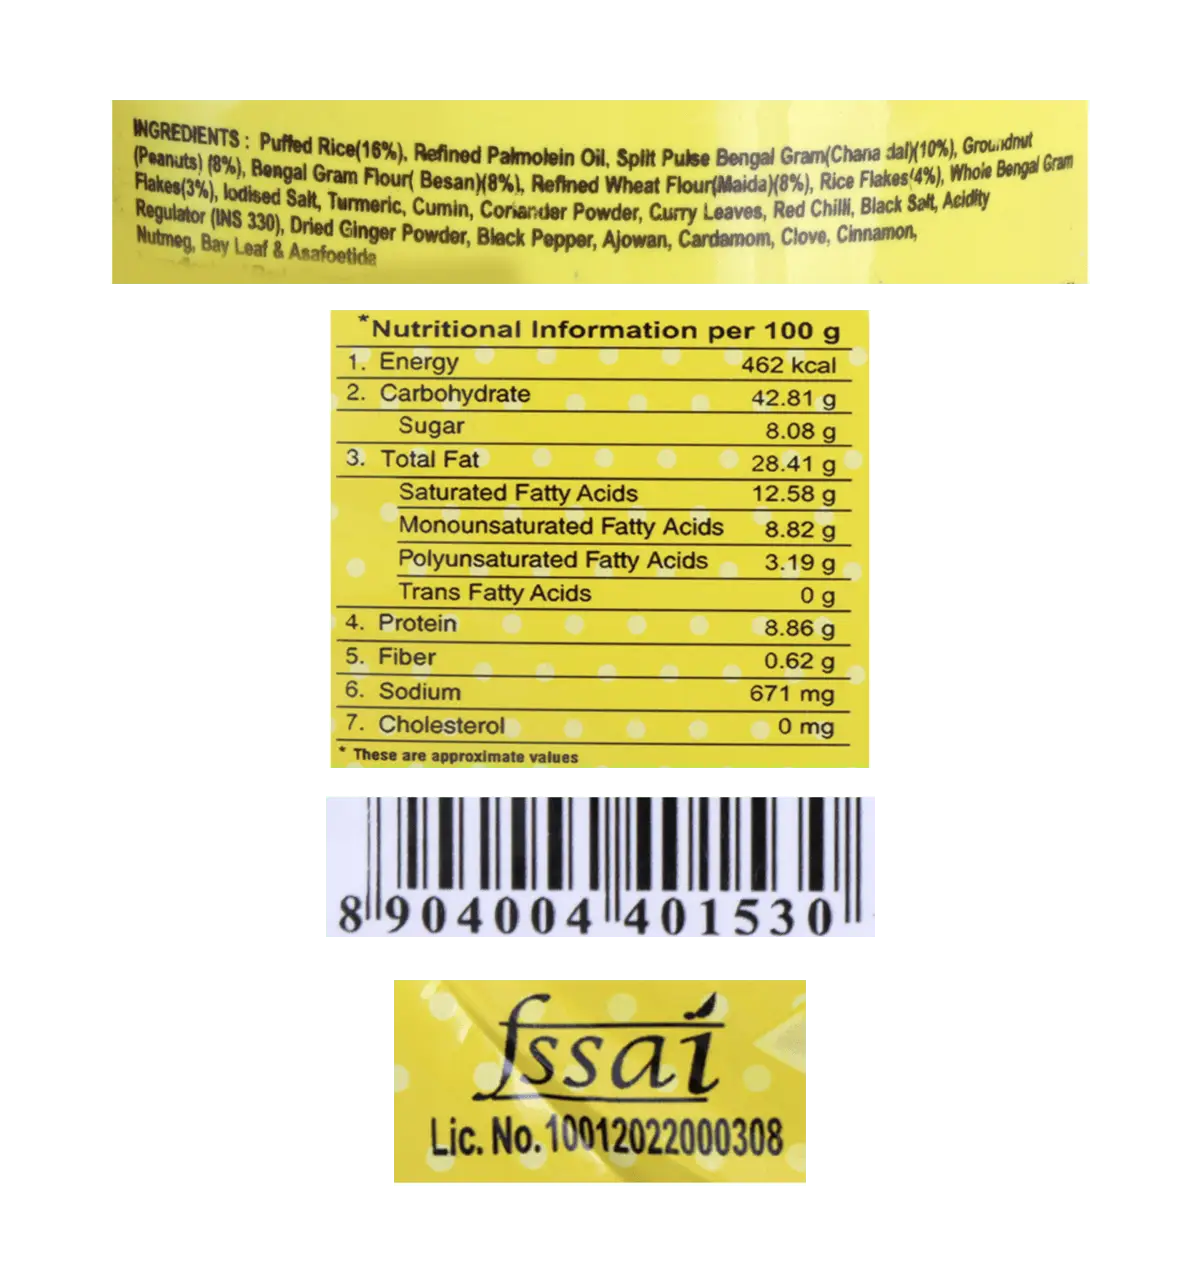 INGREDIENTS : Puffed Rice(16%), Refined Palmolein Oil, Split Pulse Bengal Gram(Chana dal)(10%), Groundnut
(Peanuts) (8%), Bengal Gram Flour( Besan)(8%), Refined Wheat Flour(Maida)(8%), Rice Flakes(4%), Whole Bengal Gram
Flakes(3%), Iodised Salt, Turmeric, Cumin, Coriander Powder, Curry Leaves, Red Chilli, Black Salt, Acidity
Regulator (INS 330), Dried Ginger Powder, Black Pepper, Ajowan, Cardamom, Clove, Cinnamon,
Nutmeg, Bay Leaf & Asafoetida
*Nutritional Information per 100 g
1. Energy 462 kcal
2. Carbohydrate 42.81 g
Sugar 8.08 g
3. Total Fat 28.41 g
Saturated Fatty Acids 12.58 g
Monounsaturated Fatty Acids 8.82 g
Polyunsaturated Fatty Acids 3.19 g
Trans Fatty Acids 0 g
4. Protein 8.86 g
5. Fiber 0.62 g
6. Sodium 671 mg
7. Cholesterol 0 mg
* These are approximate values
8 904004 401530
fssai
Lic. No. 10012022000308